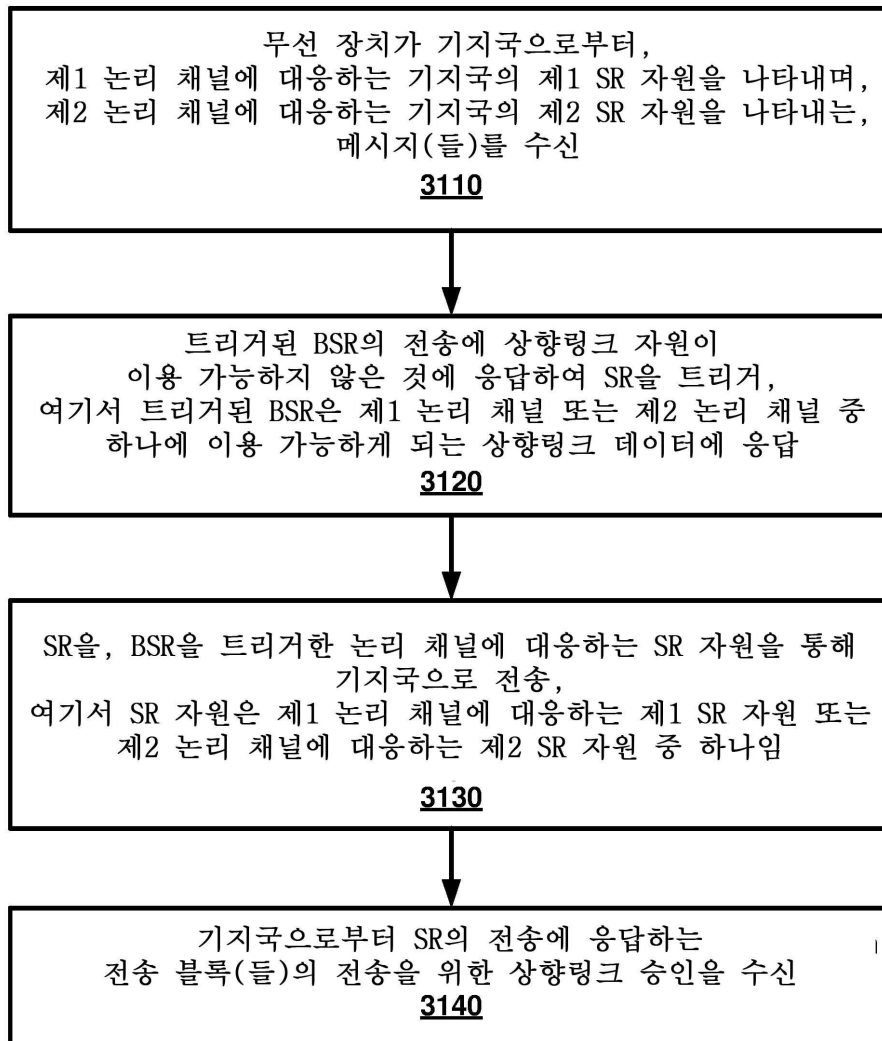 무선 장치가 기지국으로부터,
제1 논리 채널에 대응하는 기지국의 제1 SR 자원을 나타내며,
제2 논리 채널에 대응하는 기지국의 제2 SR 자원을 나타내는,
메시지(들)를 수신
3110
트리거된 BSR의 전송에 상향링크 자원이
이용 가능하지 않은 것에 응답하여 SR을 트리거,
여기서 트리거된 BSR은 제1 논리 채널 또는 제2 논리 채널 중
하나에 이용 가능하게 되는 상향링크 데이터에 응답
3120
SR을, BSR을 트리거한 논리 채널에 대응하는 SR 자원을 통해
기지국으로 전송,
여기서 SR 자원은 제1 논리 채널에 대응하는 제1 SR 자원 또는
제2 논리 채널에 대응하는 제2 SR 자원 중 하나임
3130
기지국으로부터 SR의 전송에 응답하는
전송 블록(들)의 전송을 위한 상향링크 승인을 수신
3140